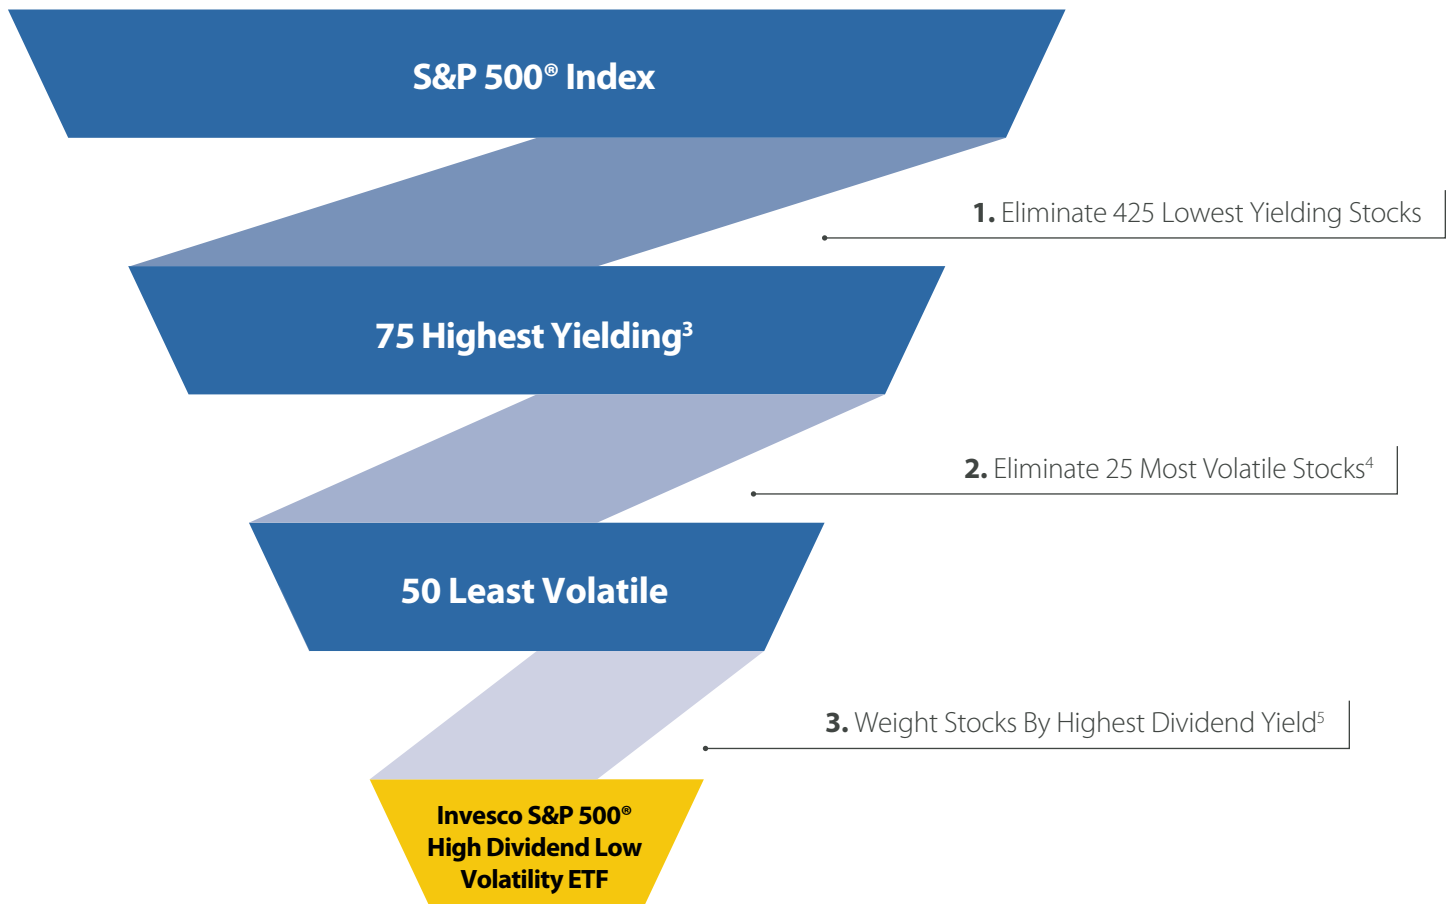 S&P 500® Index
1. Eliminate 425 Lowest Yielding Stocks
75 Highest Yielding³
2. Eliminate 25 Most Volatile Stocks⁴
50 Least Volatile
3. Weight Stocks By Highest Dividend Yield⁵
Invesco S&P 500®
High Dividend Low
Volatility ETF